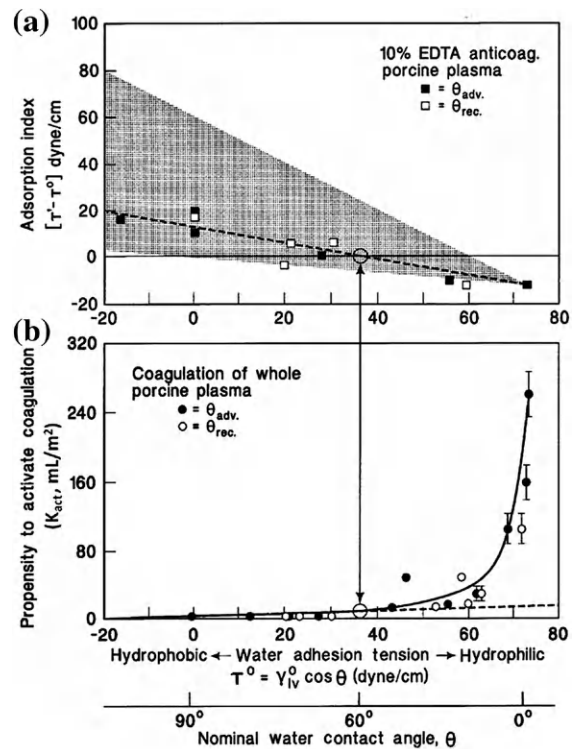 (a)
100
80
60
40
20
0
-20
Adsorption index
[τ'-τ°] dyne/cm
10% EDTA anticoag.
porcine plasma
■ = θadv.
□ = θrec.
-20 0 20 40 60 80
(b)
320
240
160
80
0
Propensity to activate coagulation
(Kact, mL/m²)
Coagulation of whole
porcine plasma
● = θadv.
○ = θrec.
-20 0 20 40 60 80
Hydrophobic ← Water adhesion tension → Hydrophilic
τ° = γ°lv cos θ (dyne/cm)
90° 60° 0°
Nominal water contact angle, θ